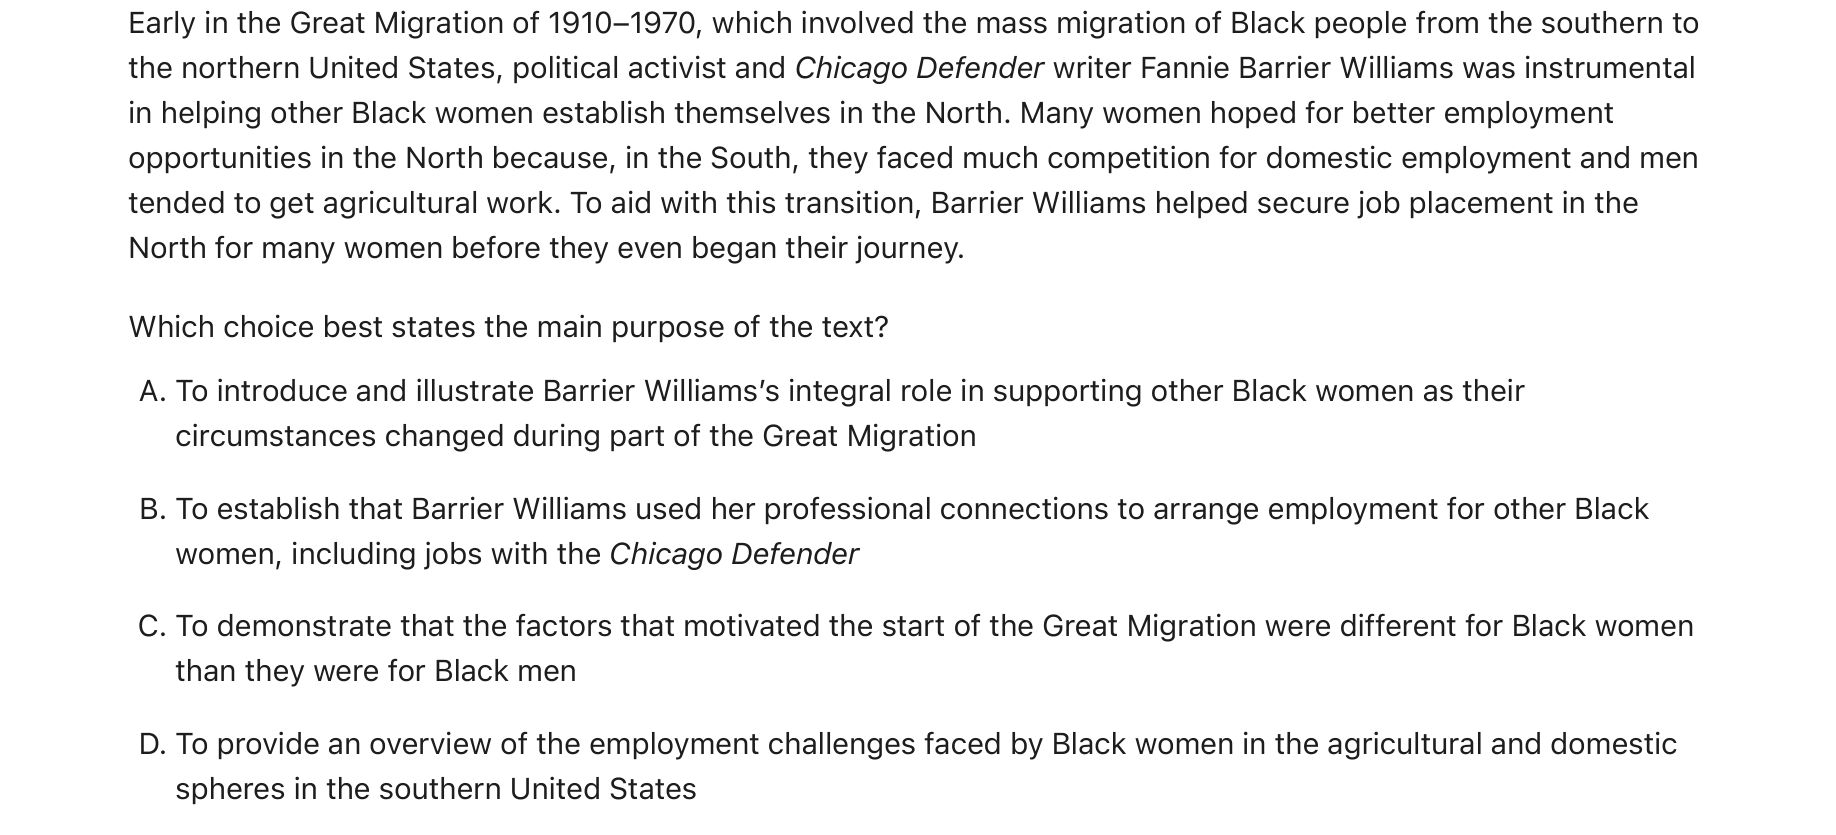 Early in the Great Migration of 1910–1970, which involved the mass migration of Black people from the southern to
the northern United States, political activist and Chicago Defender writer Fannie Barrier Williams was instrumental
in helping other Black women establish themselves in the North. Many women hoped for better employment
opportunities in the North because, in the South, they faced much competition for domestic employment and men
tended to get agricultural work. To aid with this transition, Barrier Williams helped secure job placement in the
North for many women before they even began their journey.
Which choice best states the main purpose of the text?
A. To introduce and illustrate Barrier Williams’s integral role in supporting other Black women as their
circumstances changed during part of the Great Migration
B. To establish that Barrier Williams used her professional connections to arrange employment for other Black
women, including jobs with the Chicago Defender
C. To demonstrate that the factors that motivated the start of the Great Migration were different for Black women
than they were for Black men
D. To provide an overview of the employment challenges faced by Black women in the agricultural and domestic
spheres in the southern United States